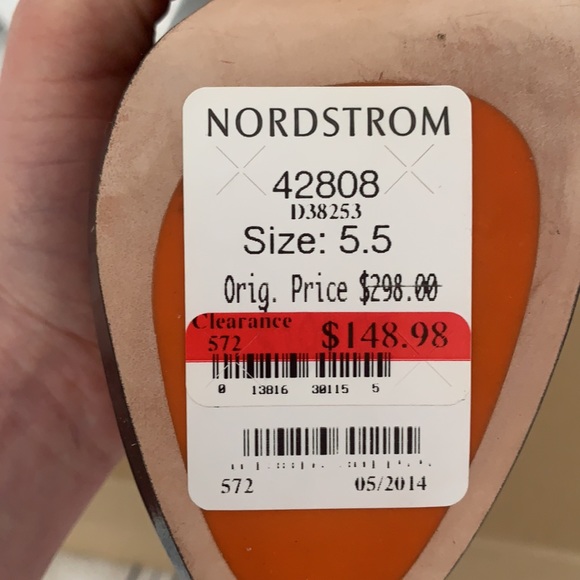 NORDSTROM
42808
D38253
Size: 5.5
Orig. Price $298.00
Clearance
572 $148.98
0 13816 30115 5
572 05/2014